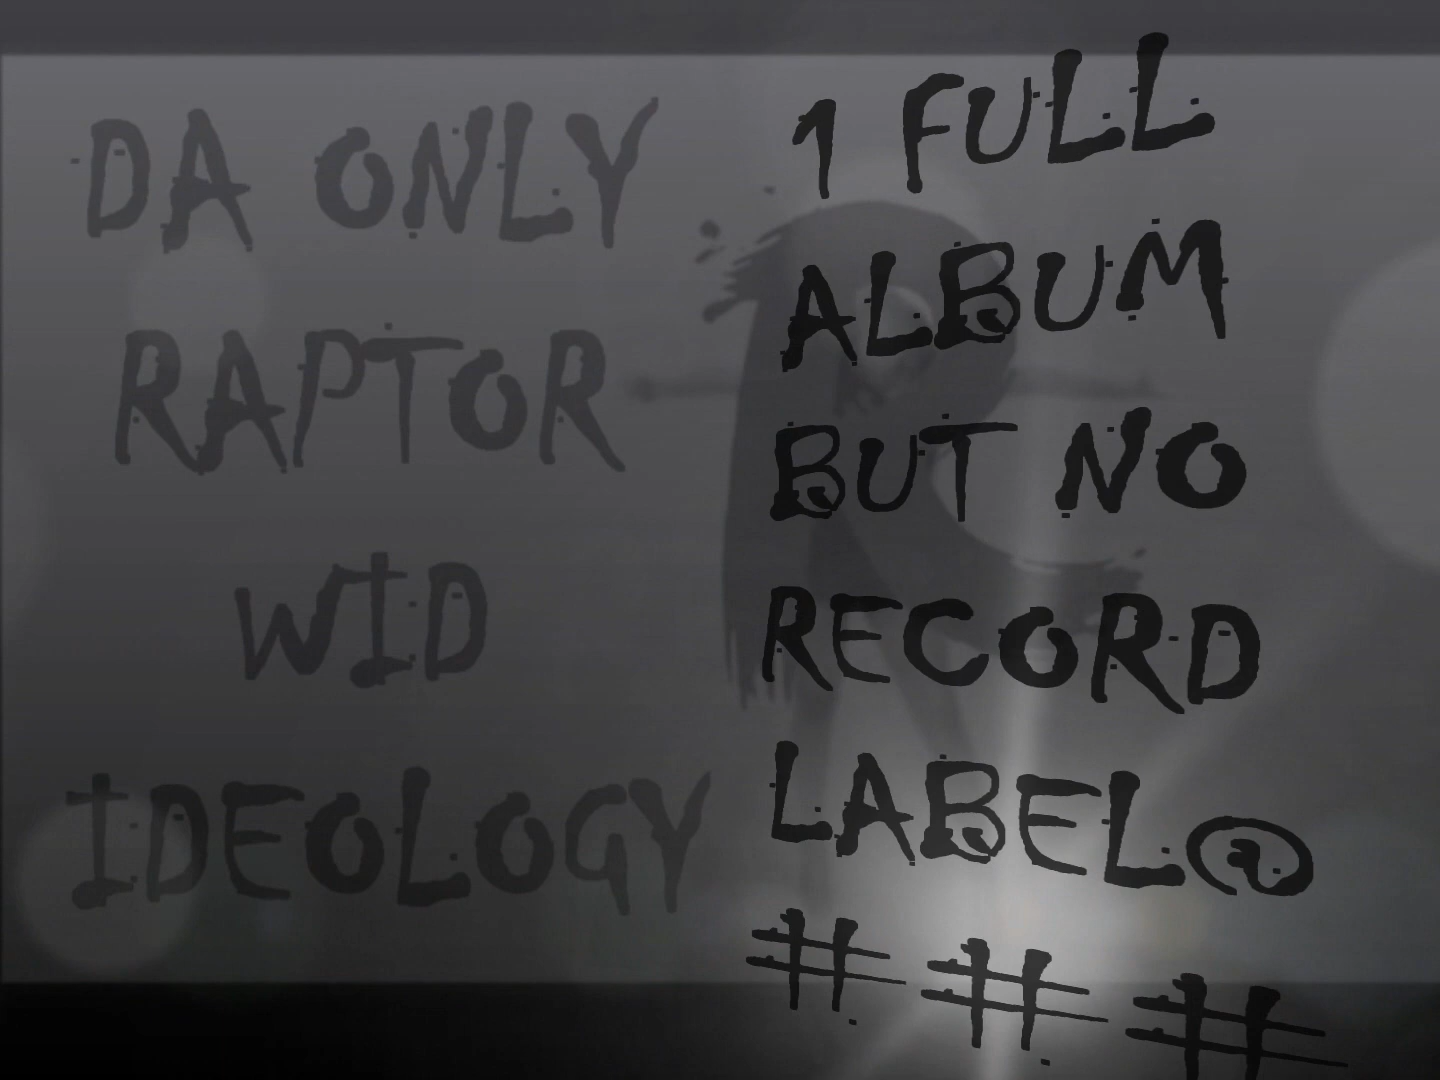 DA ONLY
RAPTOR
WID
IDEOLOGY
1 FULL
ALBUM
BUT NO
RECORD
LABEL@
# # #